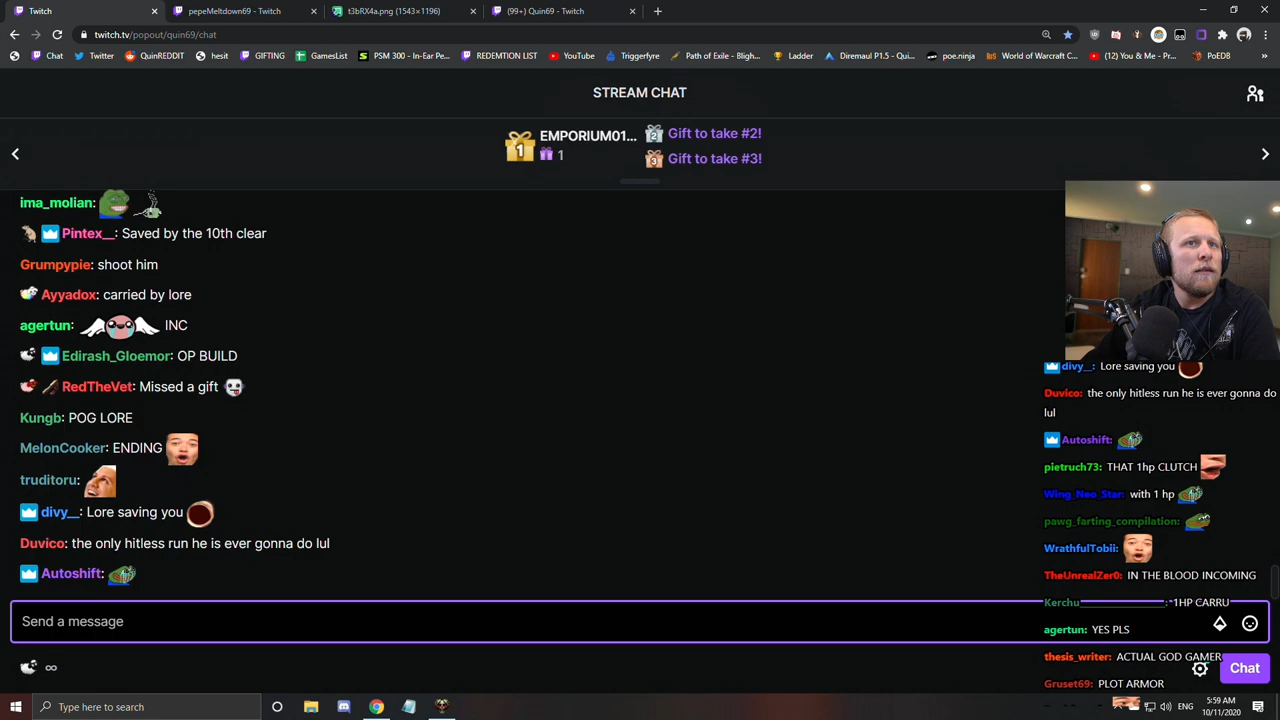 Twitch
pepeMeltdown69 - Twitch
t3bRX4a.png (1543×1196)
(99+) Quin69 - Twitch
twitch.tv/popout/quin69/chat
Chat
Twitter
QuinREDDIT
hesit
GIFTING
GamesList
PSM 300 - In-Ear Pe...
REDEMTION LIST
YouTube
Triggerfyre
Path of Exile — Bligh...
Ladder
Diremaul P1.5 - Qui...
poe.ninja
World of Warcraft C...
(12) You & Me - Pr...
PoEDB
STREAM CHAT
EMPORIUM01...
1
1
2
Gift to take #2!
3
Gift to take #3!
ima_molian:
Pintex__: Saved by the 10th clear
Grumpypie: shoot him
Ayyadox: carried by lore
agertun: INC
Edirash_Gloemor: OP BUILD
RedTheVet: Missed a gift
Kungb: POG LORE
MelonCooker: ENDING
truditoru:
divy__: Lore saving you
Duvico: the only hitless run he is ever gonna do lul
Autoshift:
Send a message
Chat
divy__: Lore saving you
Duvico: the only hitless run he is ever gonna do
lul
Autoshift:
pietruch73: THAT 1hp CLUTCH
Wing_Neo_Star: with 1 hp
pawg_farting_compilation:
WrathfulTobii:
TheUnrealZer0: IN THE BLOOD INCOMING
Kerchu________________: 1HP CARRU
agertun: YES PLS
thesis_writer: ACTUAL GOD GAMER
Gruset69: PLOT ARMOR
Type here to search
ENG
5:59 AM
10/11/2020